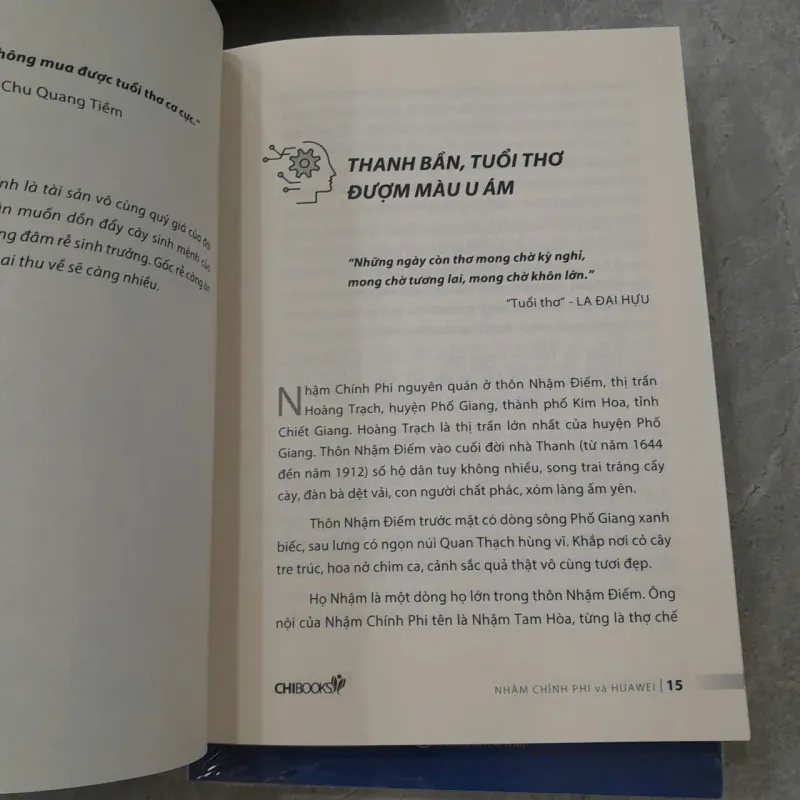 hông mua được tuổi thơ cơ cực."
Chu Quang Tiềm
nh là tài sản vô cùng quý giá của đời
ần muốn dồn đẩy cây sinh mệnh của
ng đâm rễ sinh trưởng. Gốc rễ càng
ai thu về sẽ càng nhiều.
THANH BẦN, TUỔI THƠ
ĐƯỢM MÀU U ÁM
"Những ngày còn thơ mong chờ kỳ nghỉ,
mong chờ tương lai, mong chờ khôn lớn."
"Tuổi thơ" - LA ĐẠI HỰU
Nhậm Chính Phi nguyên quán ở thôn Nhậm Điếm, thị trấn
Hoàng Trạch, huyện Phố Giang, thành phố Kim Hoa, tỉnh
Chiết Giang. Hoàng Trạch là thị trấn lớn nhất của huyện Phố
Giang. Thôn Nhậm Điếm vào cuối đời nhà Thanh (từ năm 1644
đến năm 1912) số hộ dân tuy không nhiều, song trai tráng cấy
cày, đàn bà dệt vải, con người chất phác, xóm làng ấm yên.
Thôn Nhậm Điếm trước mặt có dòng sông Phố Giang xanh
biếc, sau lưng có ngọn núi Quan Thạch hùng vĩ. Khắp nơi cỏ cây
tre trúc, hoa nở chim ca, cảnh sắc quả thật vô cùng tươi đẹp.
Họ Nhậm là một dòng họ lớn trong thôn Nhậm Điếm. Ông
nội của Nhậm Chính Phi tên là Nhậm Tam Hòa, từng là thợ chế
CHIBOOKS
NHẬM CHÍNH PHI và HUAWEI | 15